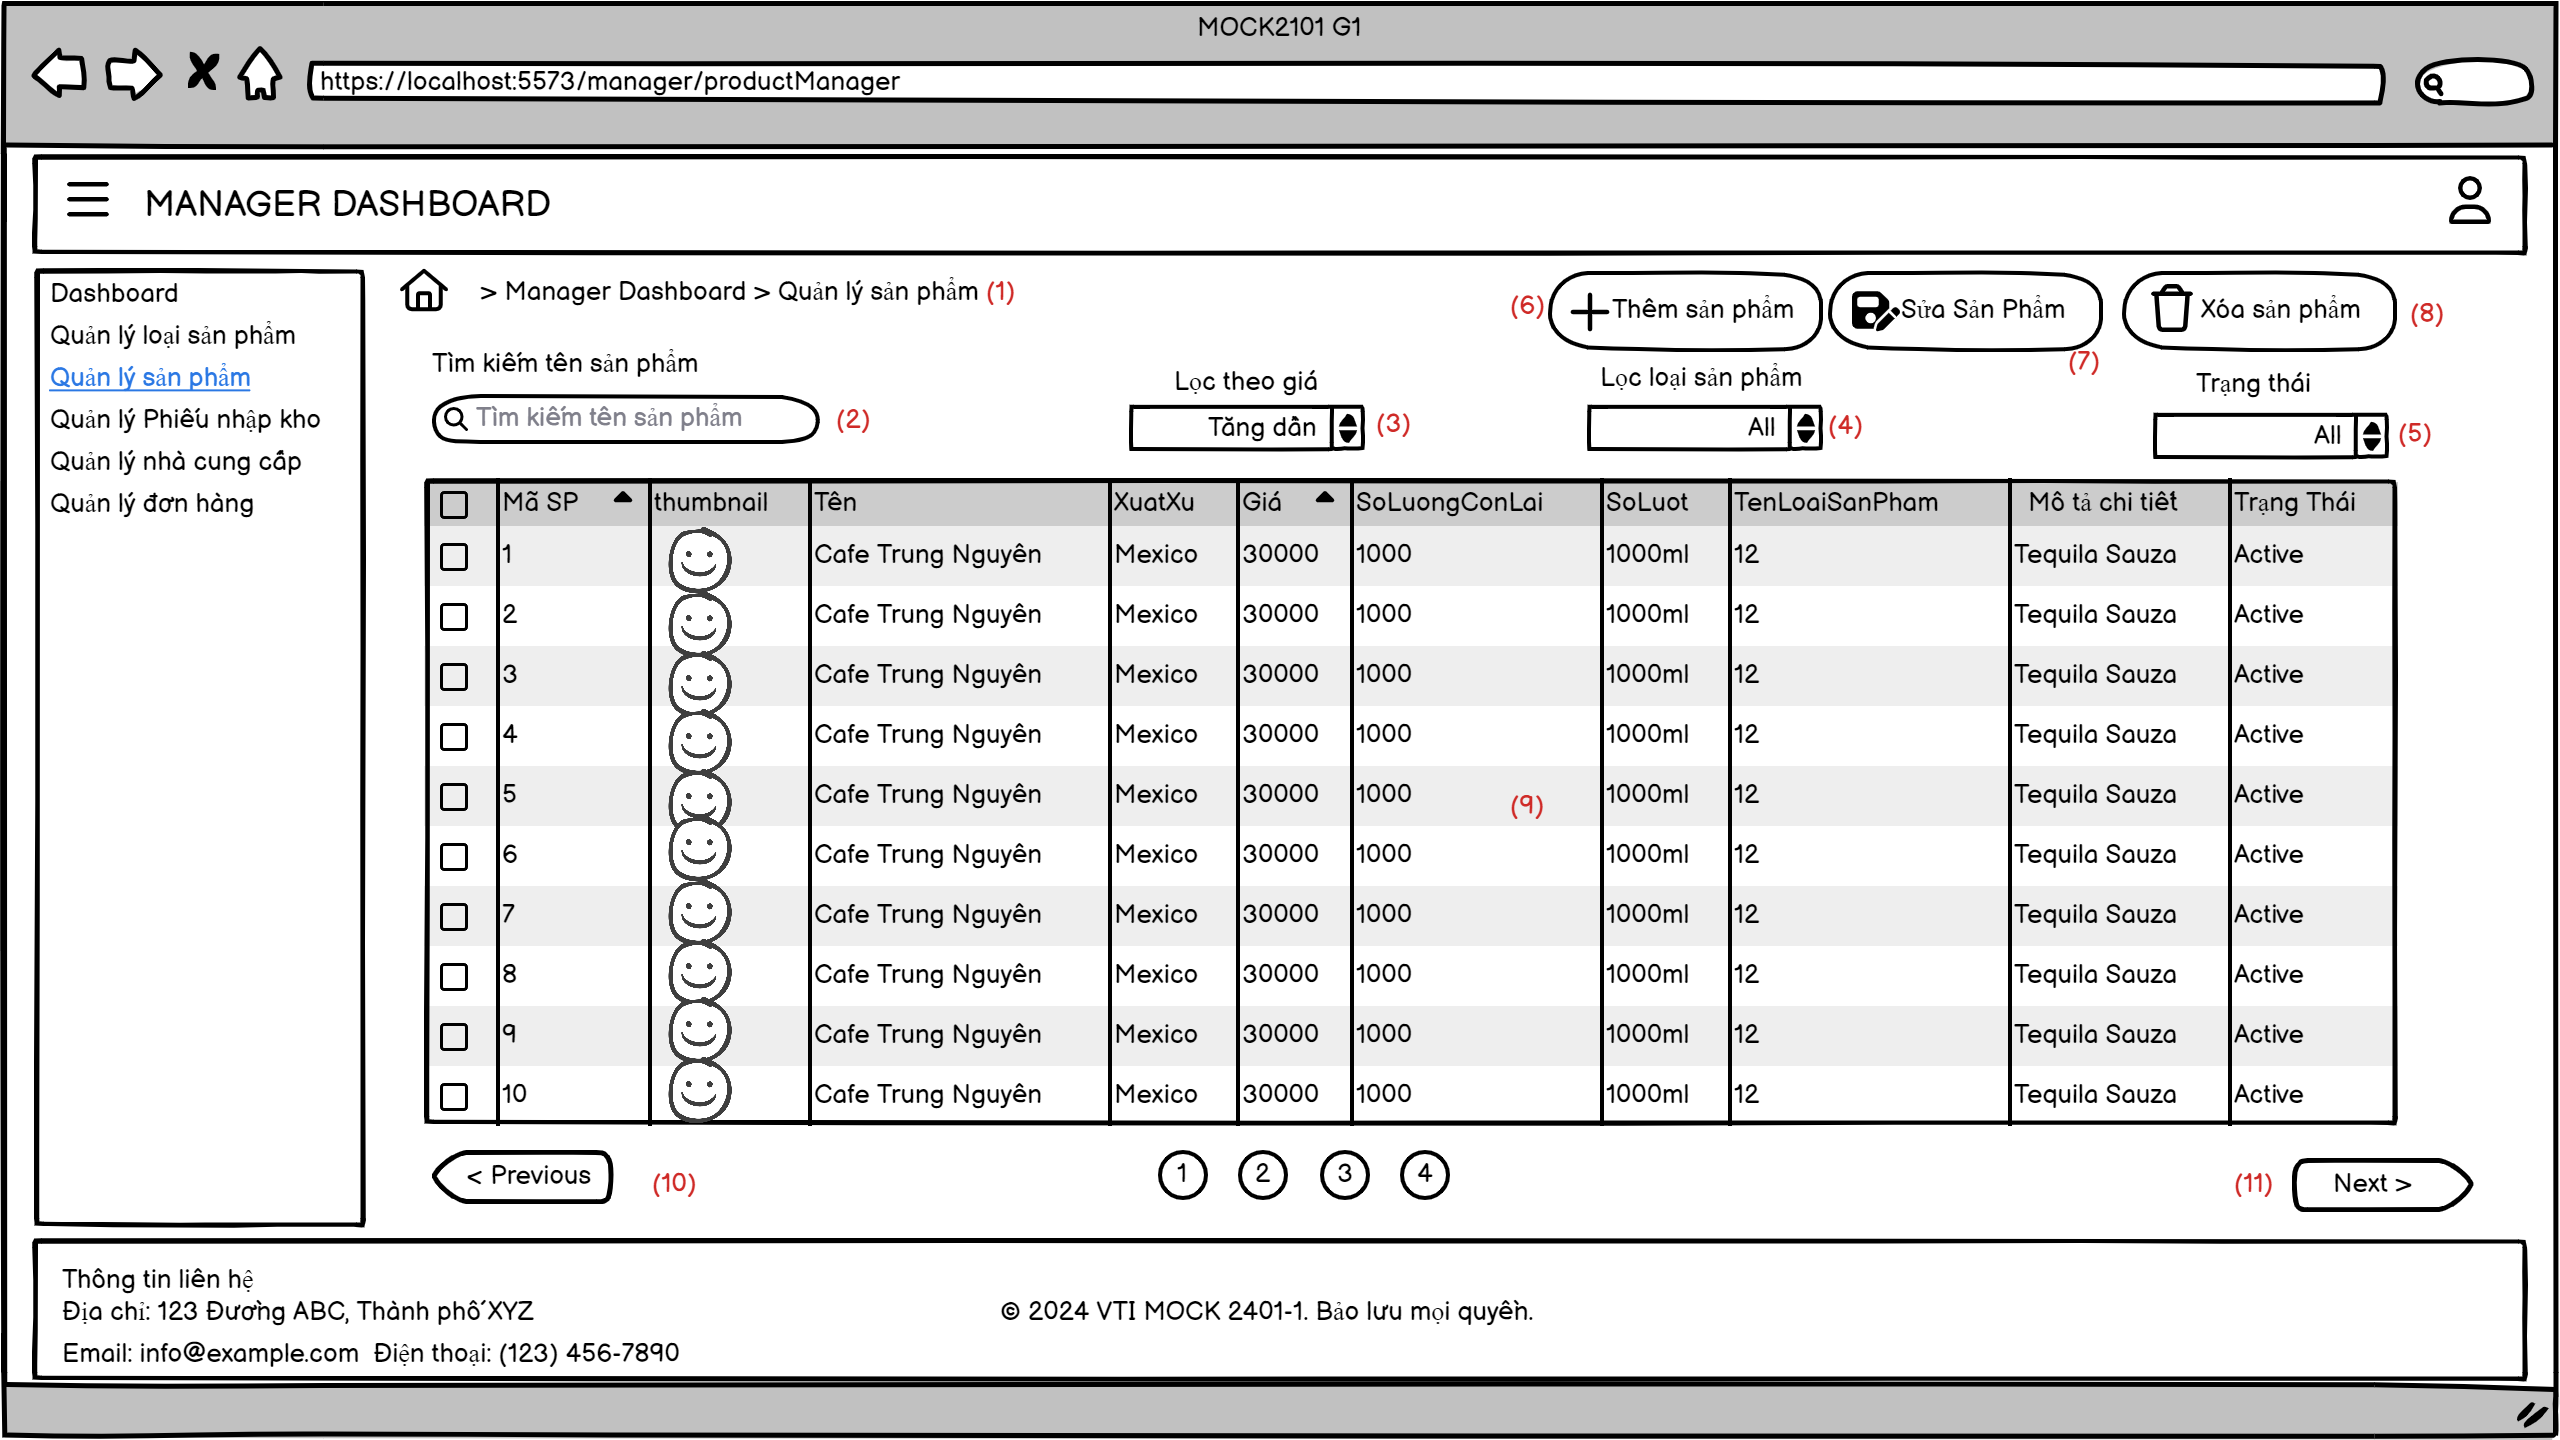 MOCK2101 G1
https://localhost:5573/manager/productManager
MANAGER DASHBOARD
Dashboard
Quản lý loại sản phẩm
Quản lý sản phẩm
Quản lý Phiếu nhập kho
Quản lý nhà cung cấp
Quản lý đơn hàng
> Manager Dashboard > Quản lý sản phẩm (1)
(6) Thêm sản phẩm Sửa Sản Phẩm (7) Xóa sản phẩm (8)
Tìm kiếm tên sản phẩm
Tìm kiếm tên sản phẩm (2)
Lọc theo giá
Tăng dần (3)
Lọc loại sản phẩm
All (4)
Trạng thái
All (5)
Mã SP thumbnail Tên XuatXu Giá SoLuongConLai SoLuot TenLoaiSanPham Mô tả chi tiết Trạng Thái
1 Cafe Trung Nguyên Mexico 30000 1000 1000ml 12 Tequila Sauza Active
2 Cafe Trung Nguyên Mexico 30000 1000 1000ml 12 Tequila Sauza Active
3 Cafe Trung Nguyên Mexico 30000 1000 1000ml 12 Tequila Sauza Active
4 Cafe Trung Nguyên Mexico 30000 1000 1000ml 12 Tequila Sauza Active
5 Cafe Trung Nguyên Mexico 30000 1000 (9) 1000ml 12 Tequila Sauza Active
6 Cafe Trung Nguyên Mexico 30000 1000 1000ml 12 Tequila Sauza Active
7 Cafe Trung Nguyên Mexico 30000 1000 1000ml 12 Tequila Sauza Active
8 Cafe Trung Nguyên Mexico 30000 1000 1000ml 12 Tequila Sauza Active
9 Cafe Trung Nguyên Mexico 30000 1000 1000ml 12 Tequila Sauza Active
10 Cafe Trung Nguyên Mexico 30000 1000 1000ml 12 Tequila Sauza Active
< Previous (10) 1 2 3 4 (11) Next >
Thông tin liên hệ
Địa chỉ: 123 Đường ABC, Thành phố XYZ
Email: info@example.com Điện thoại: (123) 456-7890
© 2024 VTI MOCK 2401-1. Bảo lưu mọi quyền.